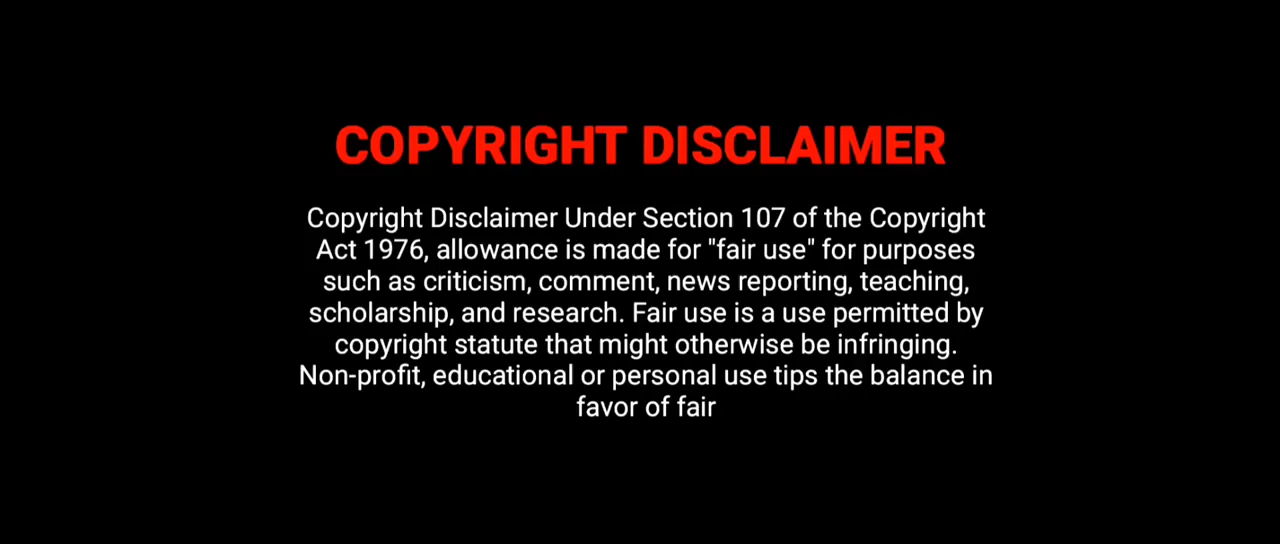 COPYRIGHT DISCLAIMER
Copyright Disclaimer Under Section 107 of the Copyright
Act 1976, allowance is made for "fair use" for purposes
such as criticism, comment, news reporting, teaching,
scholarship, and research. Fair use is a use permitted by
copyright statute that might otherwise be infringing.
Non-profit, educational or personal use tips the balance in
favor of fair